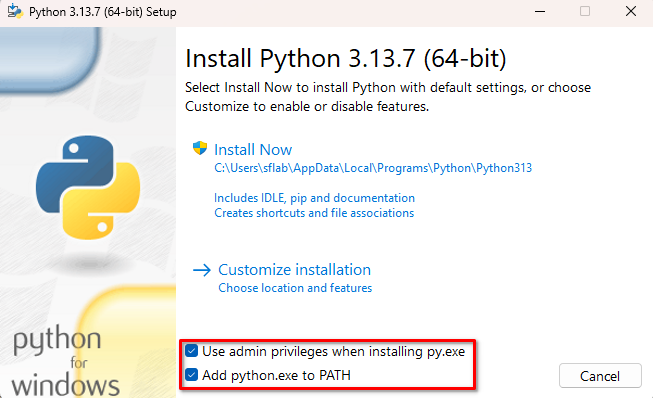 Python 3.13.7 (64-bit) Setup
Install Python 3.13.7 (64-bit)
Select Install Now to install Python with default settings, or choose
Customize to enable or disable features.
Install Now
C:\Users\sflab\AppData\Local\Programs\Python\Python313
Includes IDLE, pip and documentation
Creates shortcuts and file associations
Customize installation
Choose location and features
Use admin privileges when installing py.exe
Add python.exe to PATH
Cancel
python
for
windows